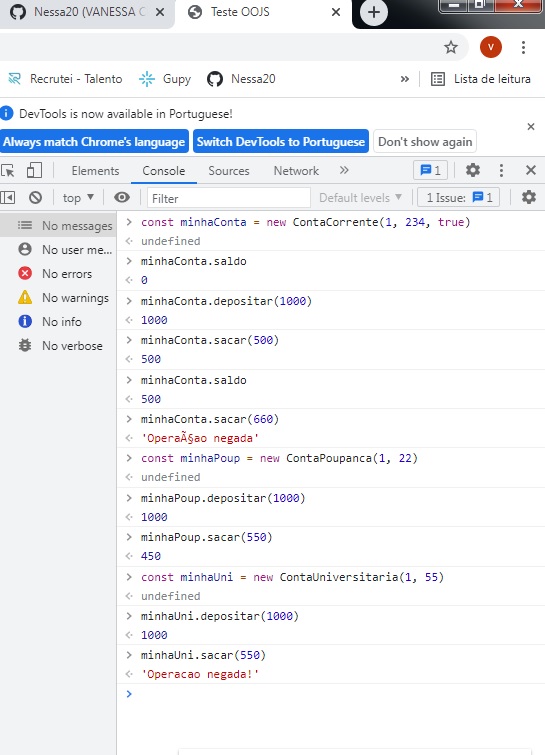 Nessa20 (VANESSA C
Teste OOJS
v
Recrutei - Talento
Gupy
Nessa20
»
Lista de leitura
DevTools is now available in Portuguese!
Always match Chrome's language
Switch DevTools to Portuguese
Don't show again
Elements
Console
Sources
Network
»
1
top
Filter
Default levels
1 Issue:
1
No messages
No user me...
No errors
No warnings
No info
No verbose
const minhaConta = new ContaCorrente(1, 234, true)
undefined
minhaConta.saldo
0
minhaConta.depositar(1000)
1000
minhaConta.sacar(500)
500
minhaConta.saldo
500
minhaConta.sacar(660)
'OperaÃ§ao negada'
const minhaPoup = new ContaPoupanca(1, 22)
undefined
minhaPoup.depositar(1000)
1000
minhaPoup.sacar(550)
450
const minhaUni = new ContaUniversitaria(1, 55)
undefined
minhaUni.depositar(1000)
1000
minhaUni.sacar(550)
'Operacao negada!'